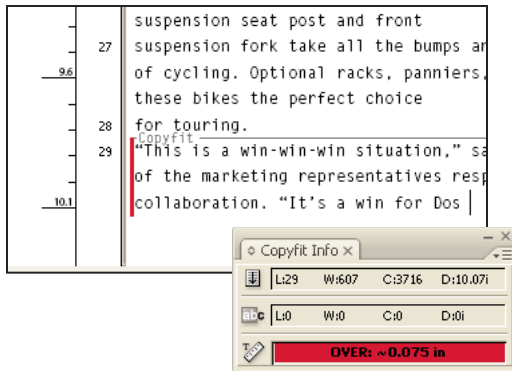 suspension seat post and front
27 suspension fork take all the bumps an
9.6 of cycling. Optional racks, panniers,
these bikes the perfect choice
28 for touring.
Copyfit
29 “This is a win-win-win situation,” sa
of the marketing representatives resp
10.1 collaboration. “It’s a win for Dos
Copyfit Info
L:29 W:607 C:3716 D:10.07i
abc L:0 W:0 C:0 D:0i
OVER: ~0.075 in